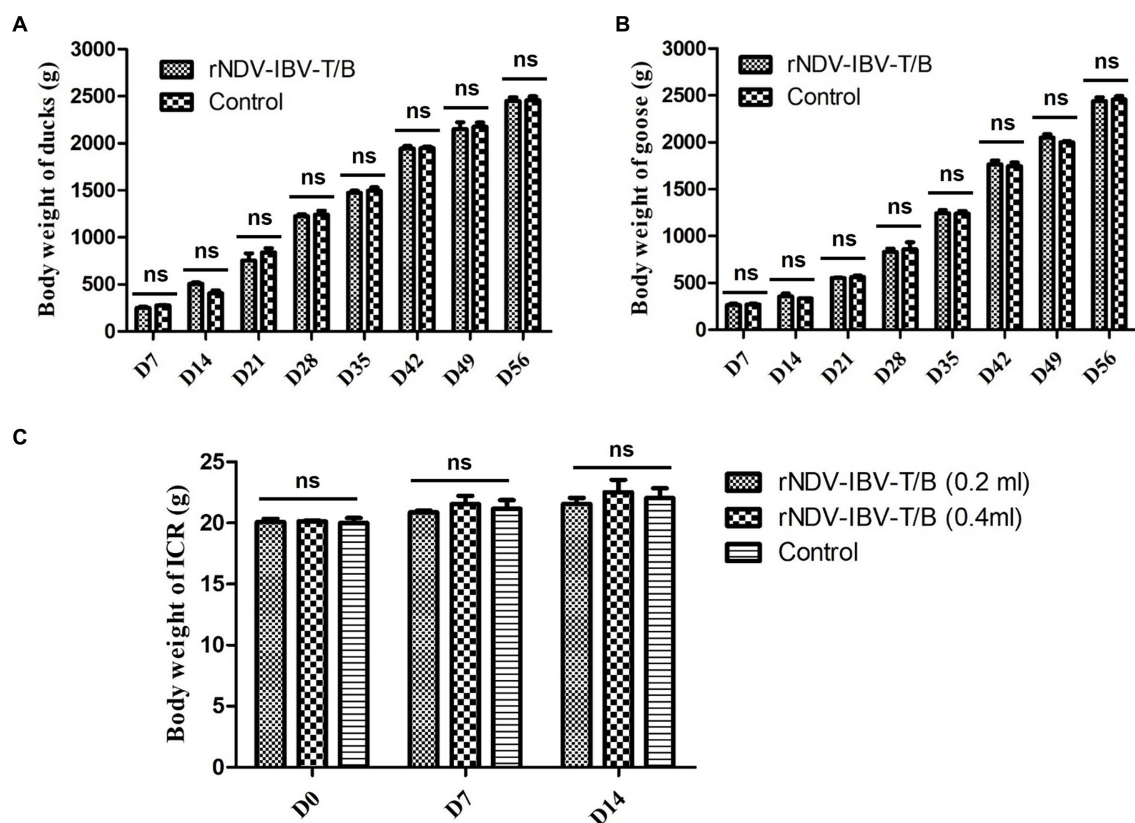 A
Body weight of ducks (g)
3000
2500
2000
1500
1000
500
0
rNDV-IBV-T/B
Control
ns
ns
ns
ns
ns
ns
ns
ns
D7
D14
D21
D28
D35
D42
D49
D56
B
Body weight of goose (g)
3000
2500
2000
1500
1000
500
0
rNDV-IBV-T/B
Control
ns
ns
ns
ns
ns
ns
ns
ns
D7
D14
D21
D28
D35
D42
D49
D56
C
Body weight of ICR (g)
25
20
15
10
5
0
ns
ns
ns
D0
D7
D14
rNDV-IBV-T/B (0.2 ml)
rNDV-IBV-T/B (0.4ml)
Control